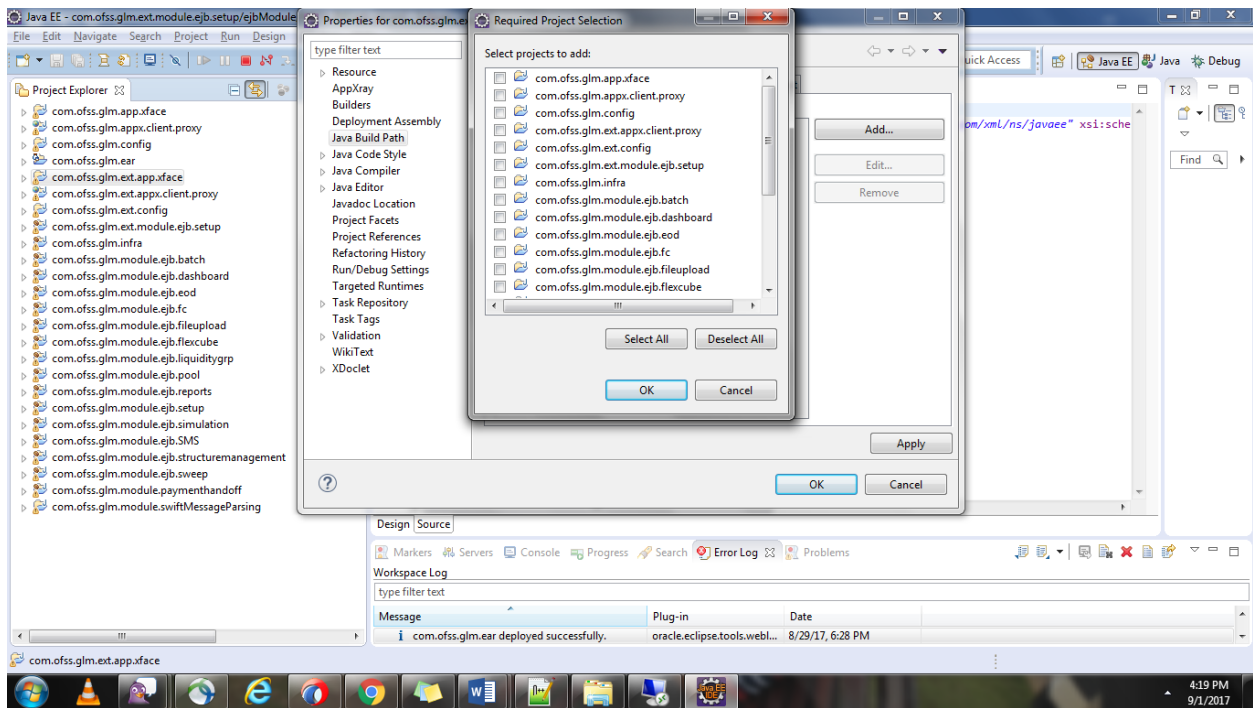 Java EE - com.ofss.glm.ext.module.ejb.setup/ejbModule
File Edit Navigate Search Project Run Design
Quick Access
Java EE
Java
Debug
Project Explorer
com.ofss.glm.app.xface
com.ofss.glm.appx.client.proxy
com.ofss.glm.config
com.ofss.glm.ear
com.ofss.glm.ext.app.xface
com.ofss.glm.ext.appx.client.proxy
com.ofss.glm.ext.config
com.ofss.glm.ext.module.ejb.setup
com.ofss.glm.infra
com.ofss.glm.module.ejb.batch
com.ofss.glm.module.ejb.dashboard
com.ofss.glm.module.ejb.eod
com.ofss.glm.module.ejb.fc
com.ofss.glm.module.ejb.fileupload
com.ofss.glm.module.ejb.flexcube
com.ofss.glm.module.ejb.liquiditygrp
com.ofss.glm.module.ejb.pool
com.ofss.glm.module.ejb.reports
com.ofss.glm.module.ejb.setup
com.ofss.glm.module.ejb.simulation
com.ofss.glm.module.ejb.SMS
com.ofss.glm.module.ejb.structuremanagement
com.ofss.glm.module.ejb.sweep
com.ofss.glm.module.paymenthandoff
com.ofss.glm.module.swiftMessageParsing
Properties for com.ofss.glm.e
type filter text
Resource
AppXray
Builders
Deployment Assembly
Java Build Path
Java Code Style
Java Compiler
Java Editor
Javadoc Location
Project Facets
Project References
Refactoring History
Run/Debug Settings
Targeted Runtimes
Task Repository
Task Tags
Validation
WikiText
XDoclet
Required Project Selection
Select projects to add:
com.ofss.glm.app.xface
com.ofss.glm.appx.client.proxy
com.ofss.glm.config
com.ofss.glm.ext.appx.client.proxy
com.ofss.glm.ext.config
com.ofss.glm.ext.module.ejb.setup
com.ofss.glm.infra
com.ofss.glm.module.ejb.batch
com.ofss.glm.module.ejb.dashboard
com.ofss.glm.module.ejb.eod
com.ofss.glm.module.ejb.fc
com.ofss.glm.module.ejb.fileupload
com.ofss.glm.module.ejb.flexcube
Select All Deselect All
OK Cancel
Add...
Edit...
Remove
Apply
OK Cancel
om/xml/ns/javaee" xsi:sche
T
Find
Design Source
Markers Servers Console Progress Search Error Log Problems
Workspace Log
type filter text
Message Plug-in Date
com.ofss.glm.ear deployed successfully. oracle.eclipse.tools.webl... 8/29/17, 6:28 PM
com.ofss.glm.ext.app.xface
4:19 PM
9/1/2017